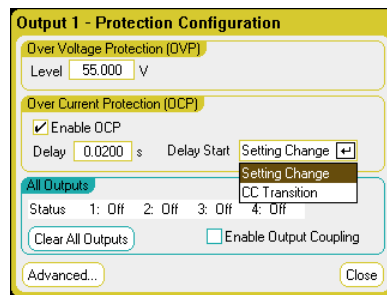 Output 1 - Protection Configuration
Over Voltage Protection (OVP)
Level 55.000 V
Over Current Protection (OCP)
Enable OCP
Delay 0.0200 s Delay Start Setting Change
Setting Change
CC Transition
All Outputs
Status 1: Off 2: Off 3: Off 4: Off
Clear All Outputs Enable Output Coupling
Advanced... Close